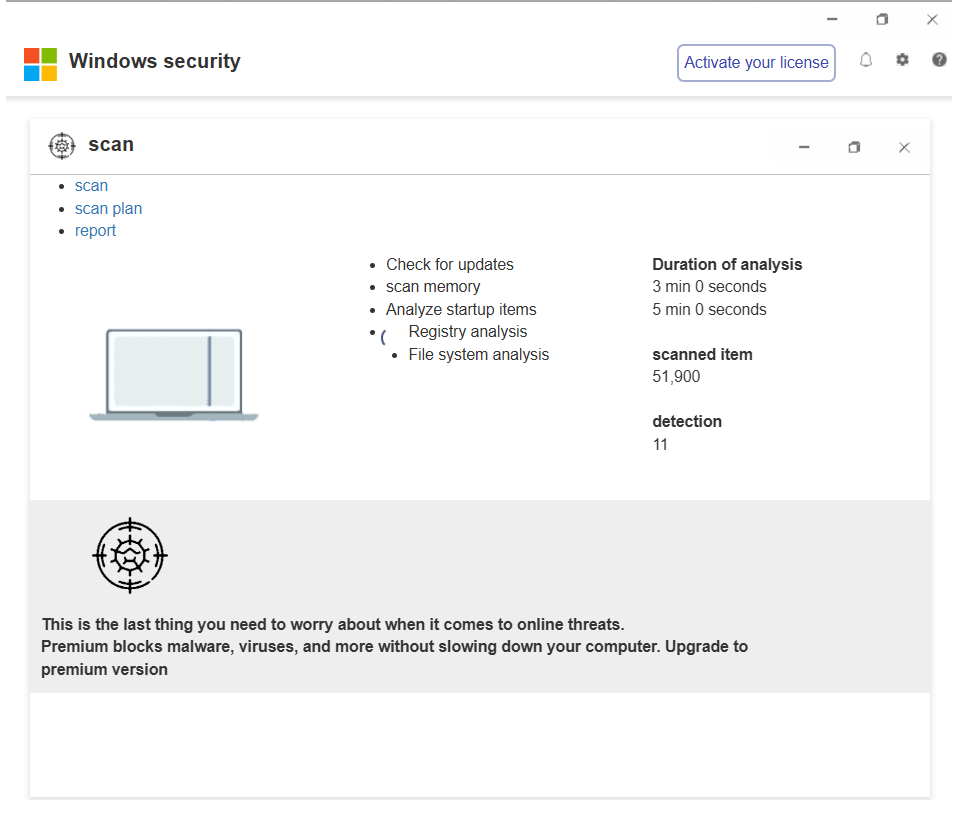 Windows security
Activate your license
scan
scan
scan plan
report
Check for updates
scan memory
Analyze startup items
Registry analysis
File system analysis
Duration of analysis
3 min 0 seconds
5 min 0 seconds
scanned item
51,900
detection
11
This is the last thing you need to worry about when it comes to online threats.
Premium blocks malware, viruses, and more without slowing down your computer. Upgrade to
premium version